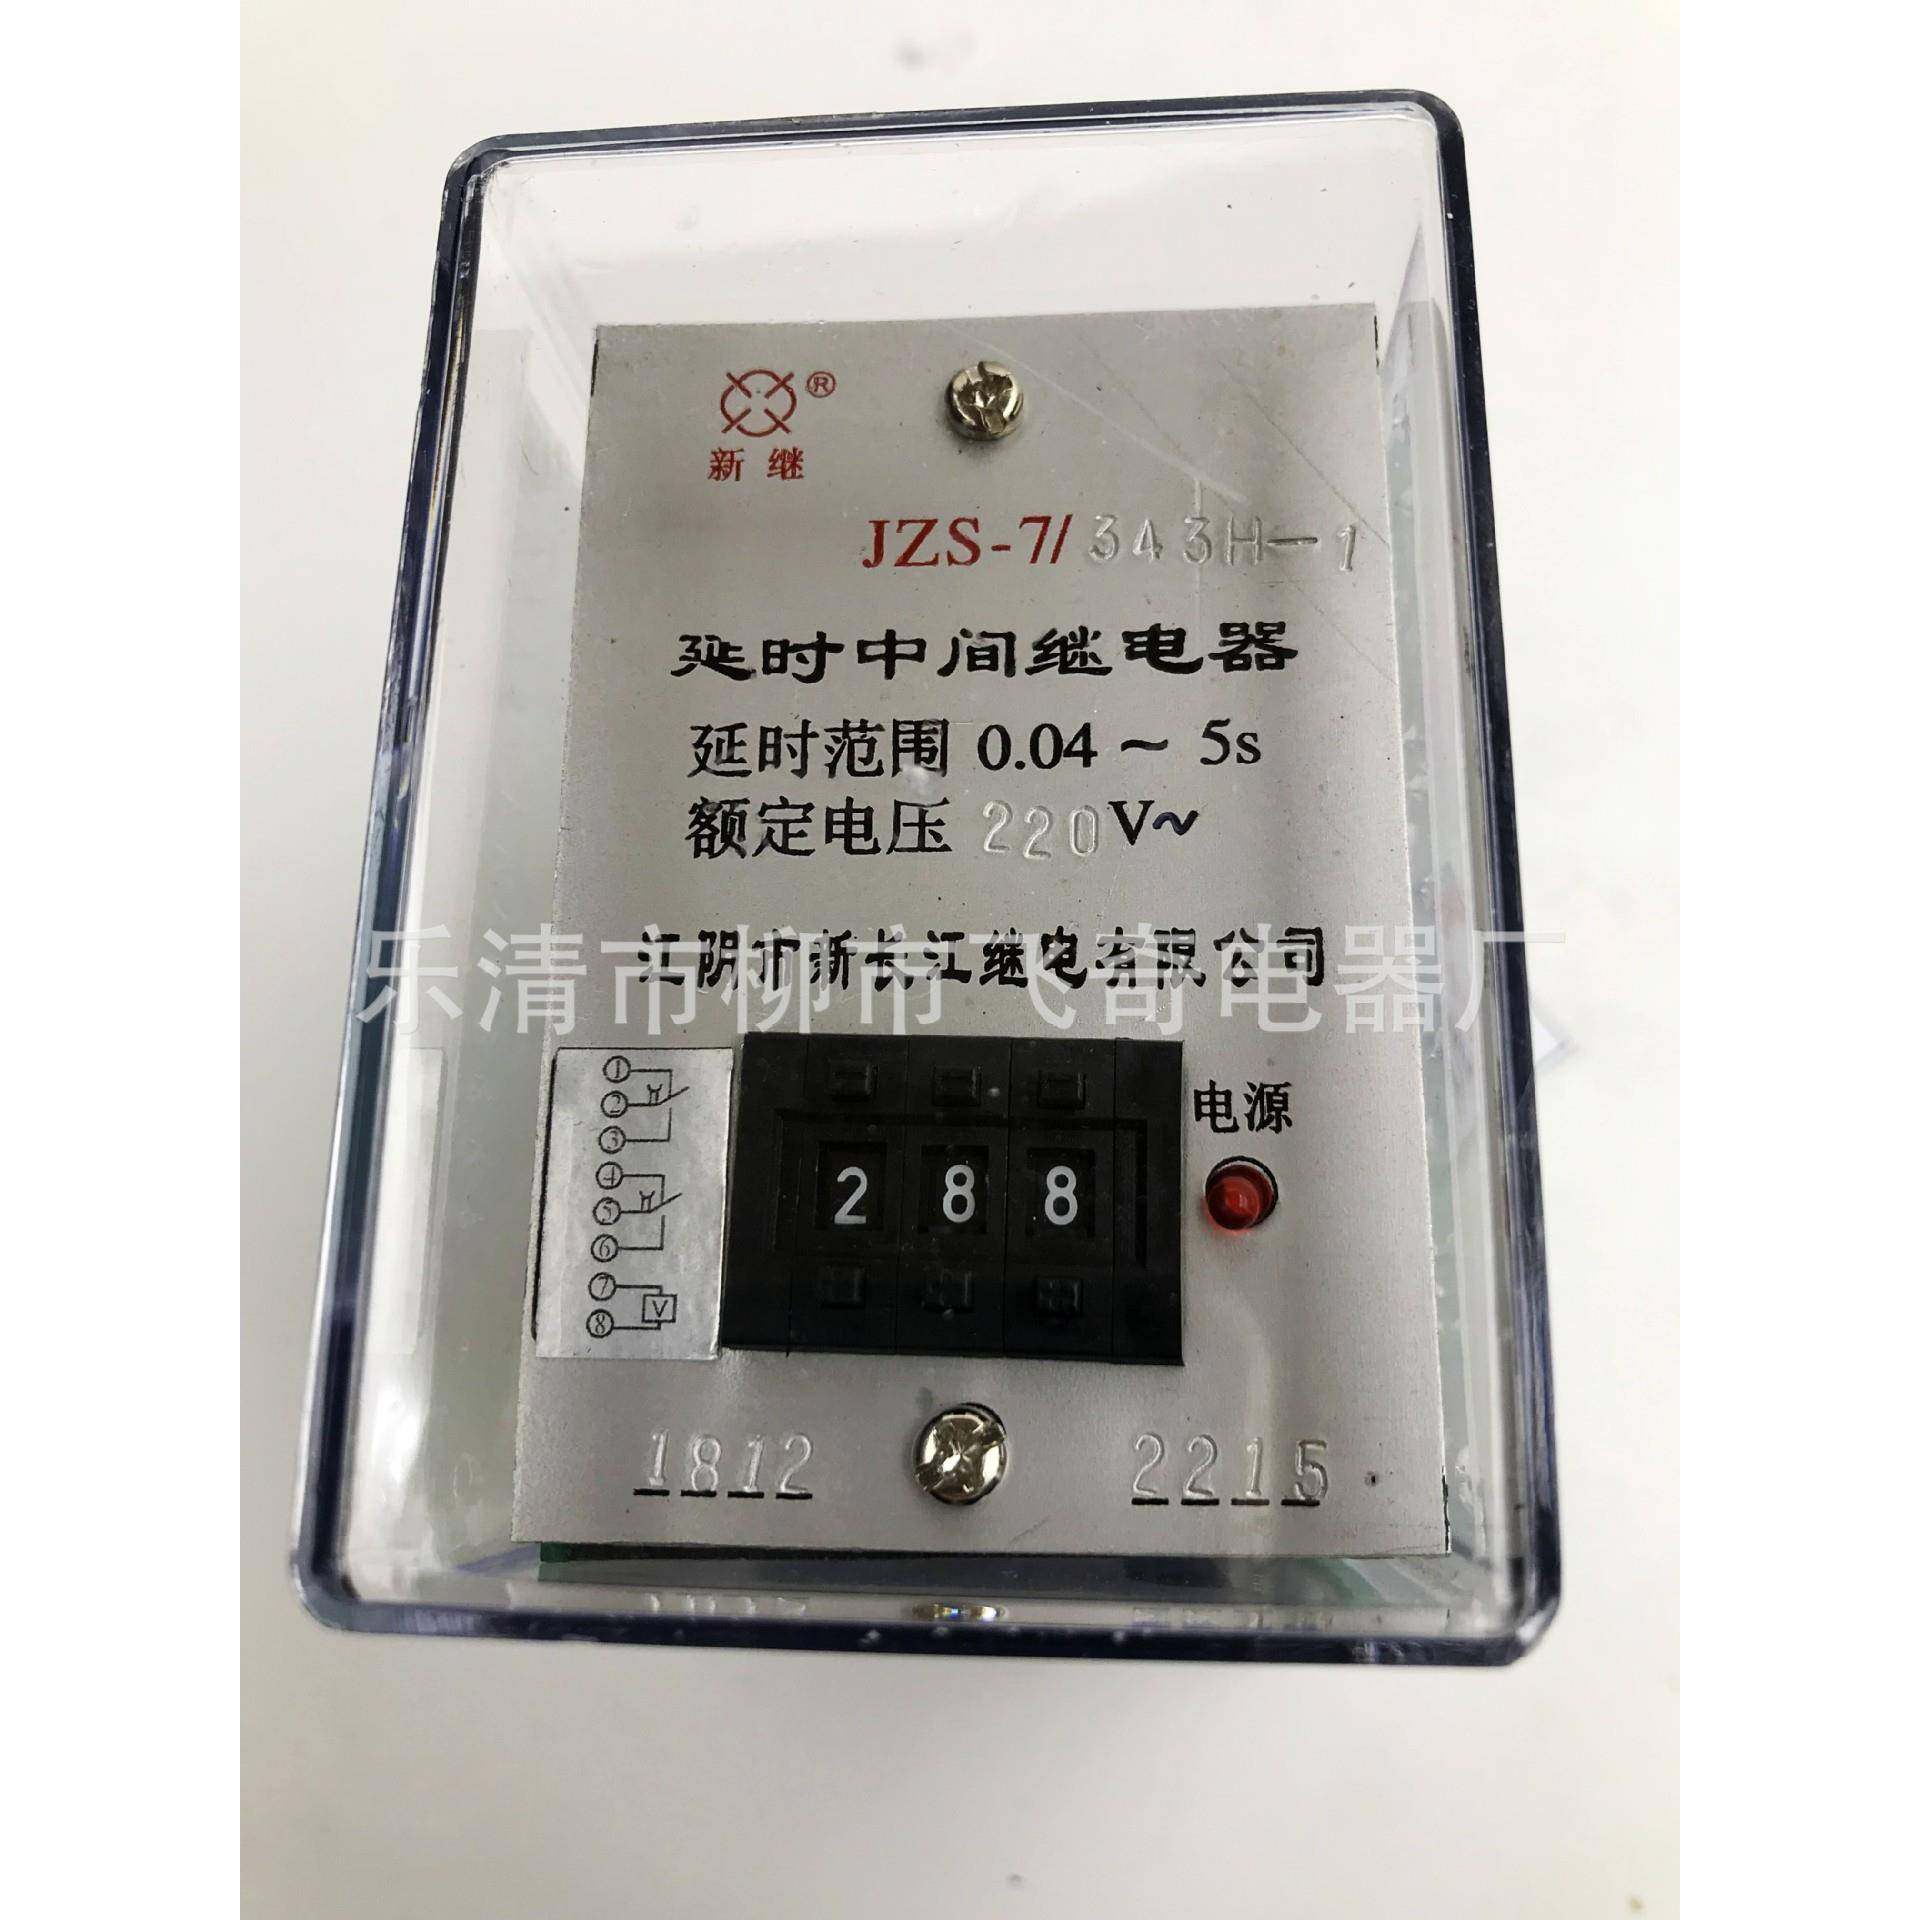 ®
新继
JZS-7/343H-1
延时中间继电器
延时范围 0.04 ~ 5s
额定电压 220V~
江阴市新长江继电有限公司
乐清市柳市飞奇电器厂
电源
1
2
3
4
5
6
7
8
V
288
1812
2215